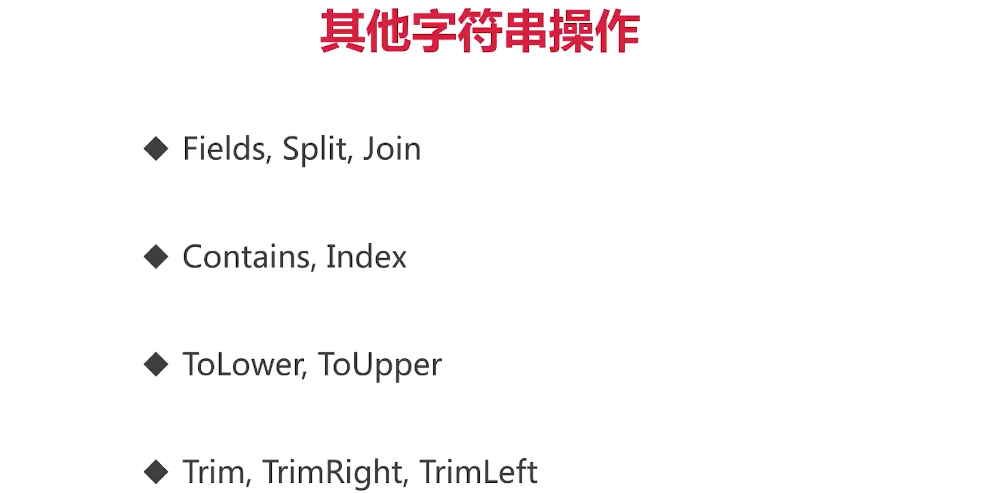 其他字符串操作
◆ Fields, Split, Join
◆ Contains, Index
◆ ToLower, ToUpper
◆ Trim, TrimRight, TrimLeft